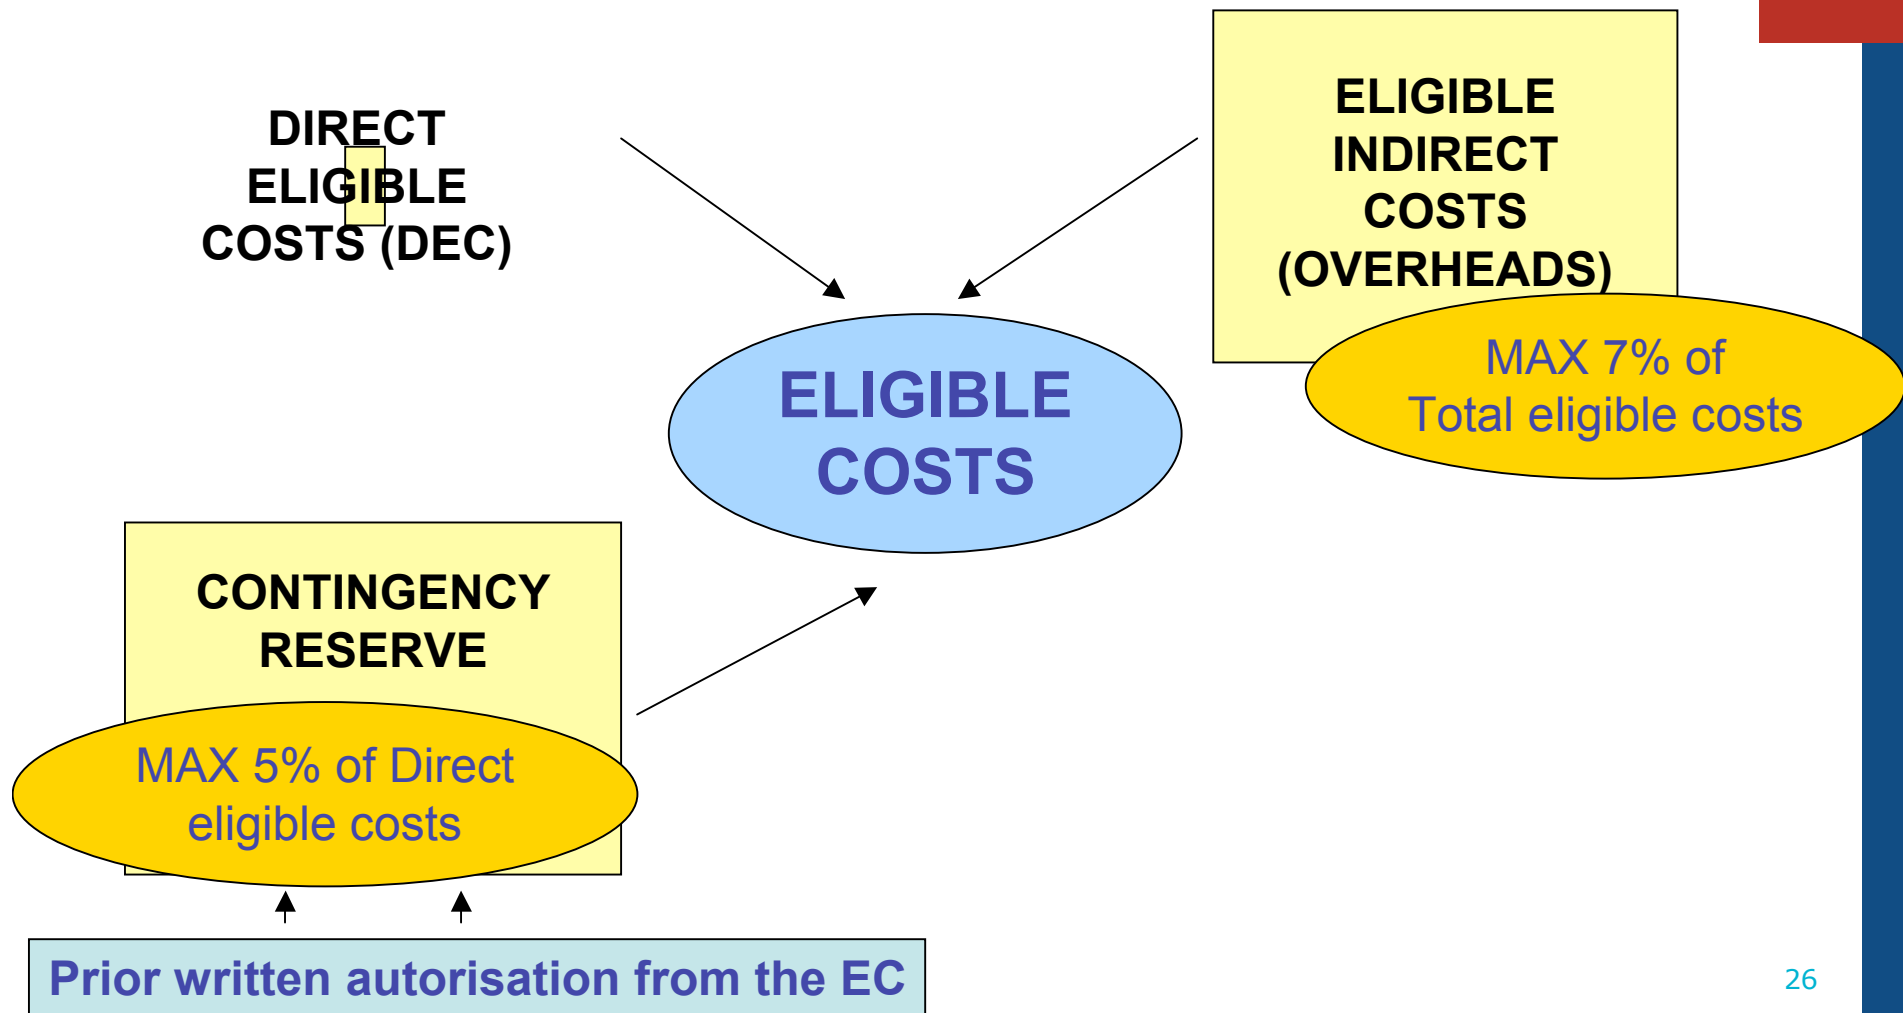 DIRECT
ELIGIBLE
COSTS (DEC)
ELIGIBLE
INDIRECT
COSTS
(OVERHEADS)
MAX 7% of
Total eligible costs
ELIGIBLE
COSTS
CONTINGENCY
RESERVE
MAX 5% of Direct
eligible costs
Prior written autorisation from the EC
26